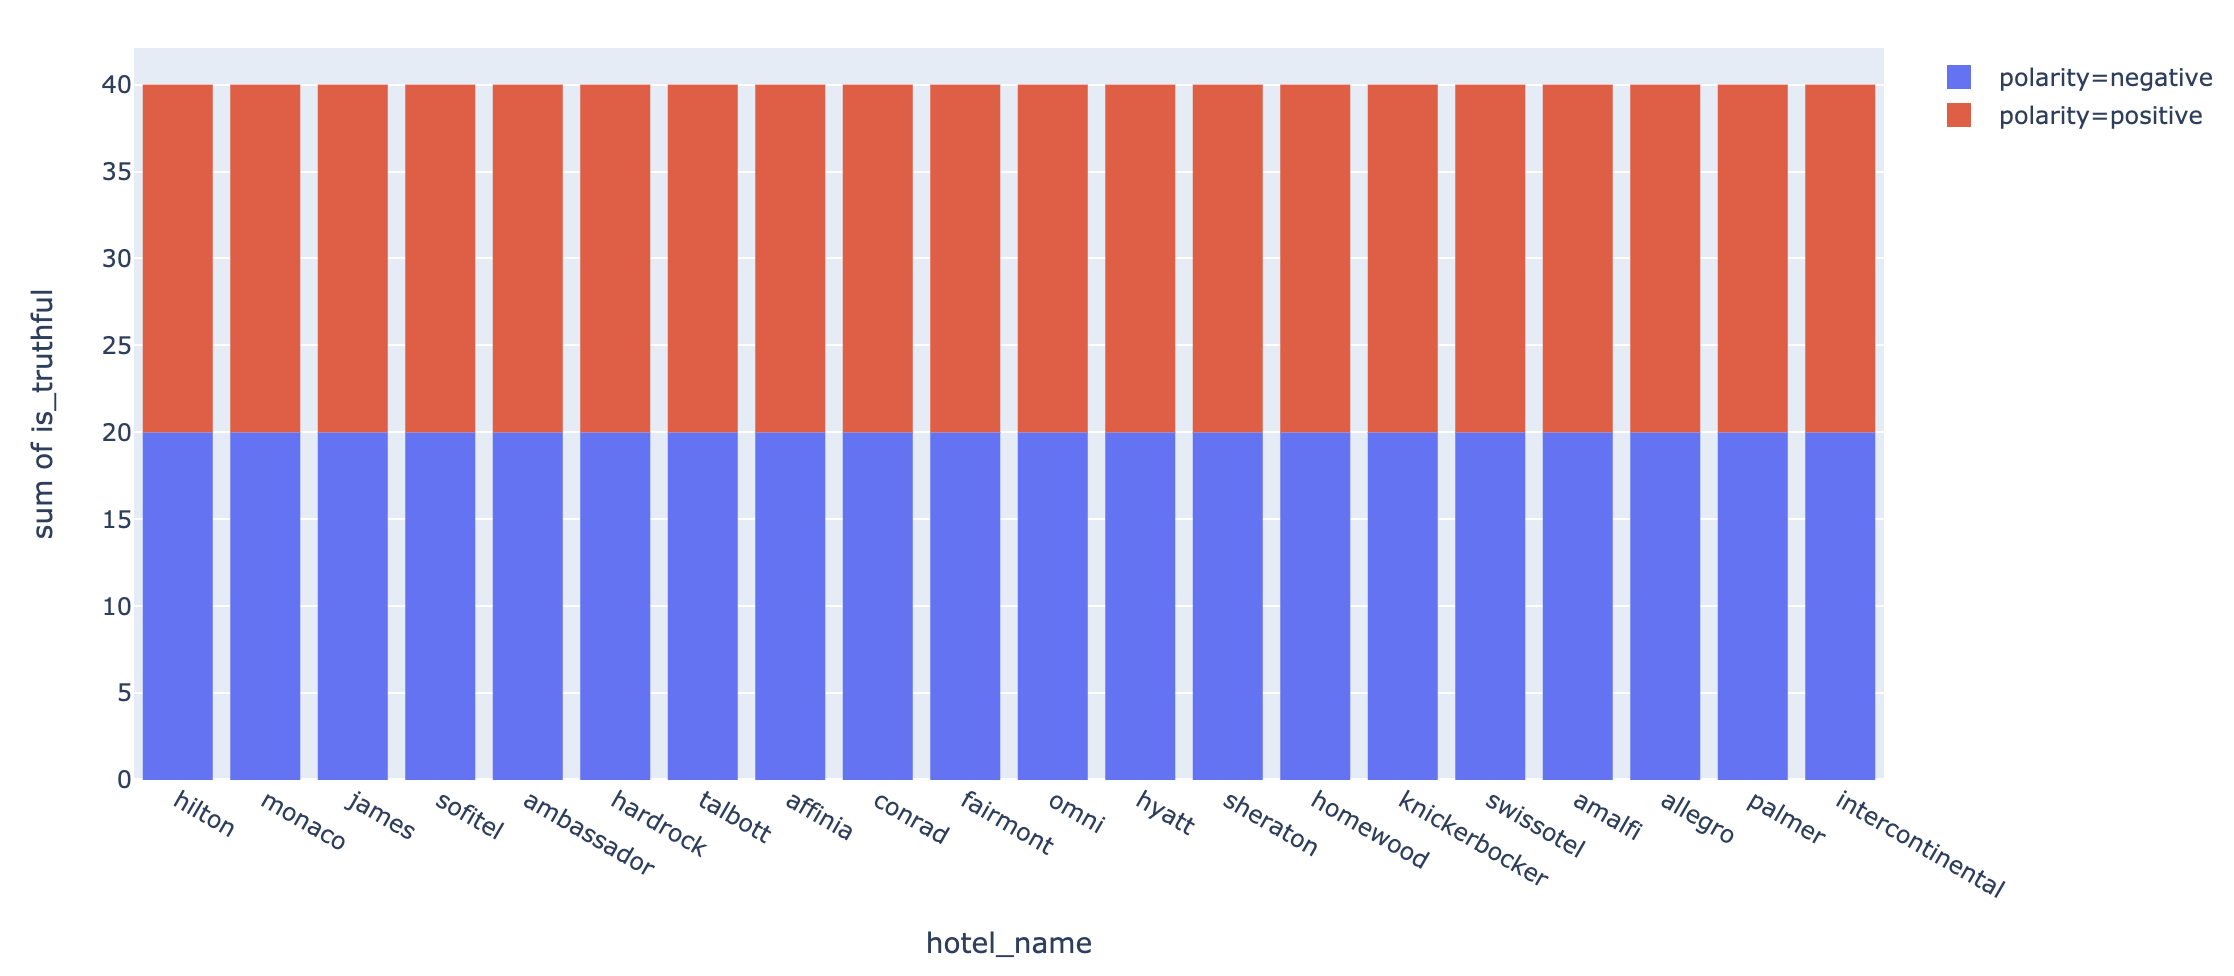 polarity=negative
polarity=positive
sum of is_truthful
40
35
30
25
20
15
10
5
0
hilton
monaco
james
sofitel
ambassador
hardrock
talbott
affinia
conrad
fairmont
omni
hyatt
sheraton
homewood
knickerbocker
swissotel
amalfi
allegro
palmer
intercontinental
hotel_name